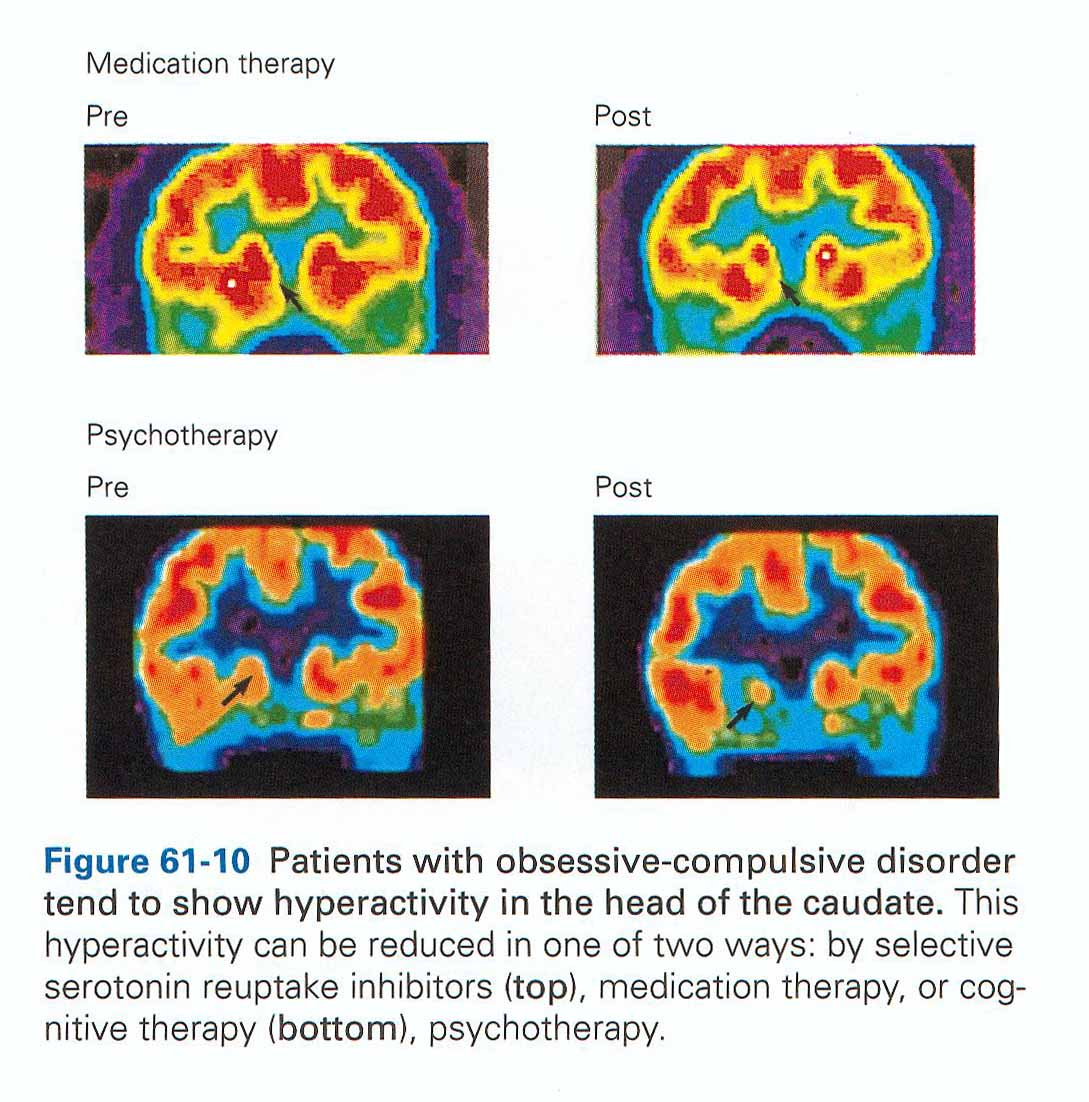 Medication therapy
Pre
Post
Psychotherapy
Pre
Post
Figure 61-10 Patients with obsessive-compulsive disorder
tend to show hyperactivity in the head of the caudate. This
hyperactivity can be reduced in one of two ways: by selective
serotonin reuptake inhibitors (top), medication therapy, or cog-
nitive therapy (bottom), psychotherapy.